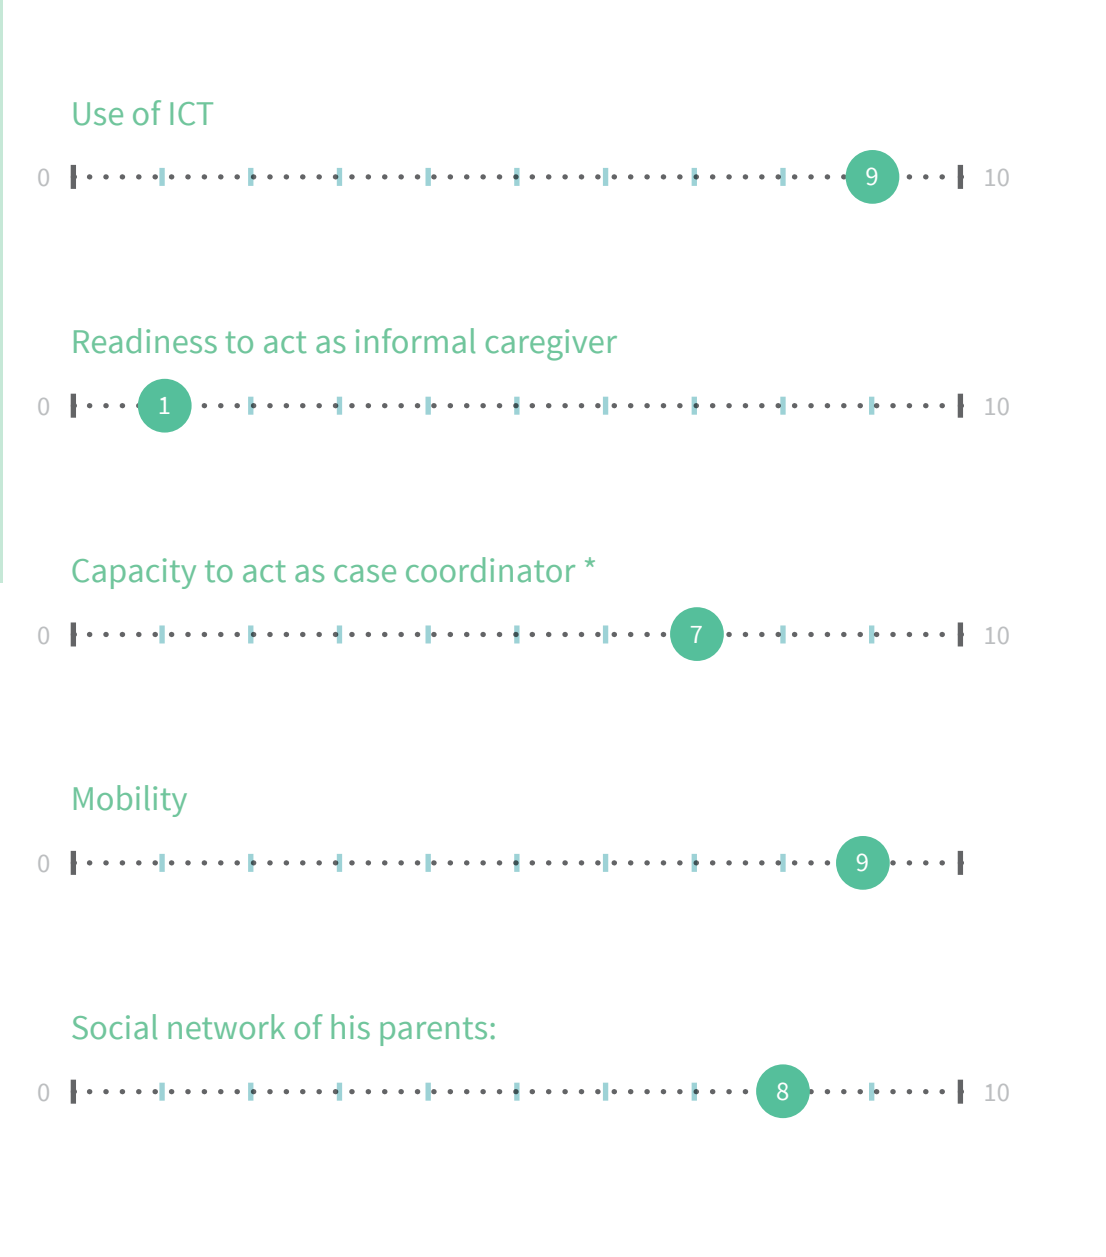 Use of ICT
0 9 10
Readiness to act as informal caregiver
0 1 10
Capacity to act as case coordinator *
0 7 10
Mobility
0 9
Social network of his parents:
0 8 10